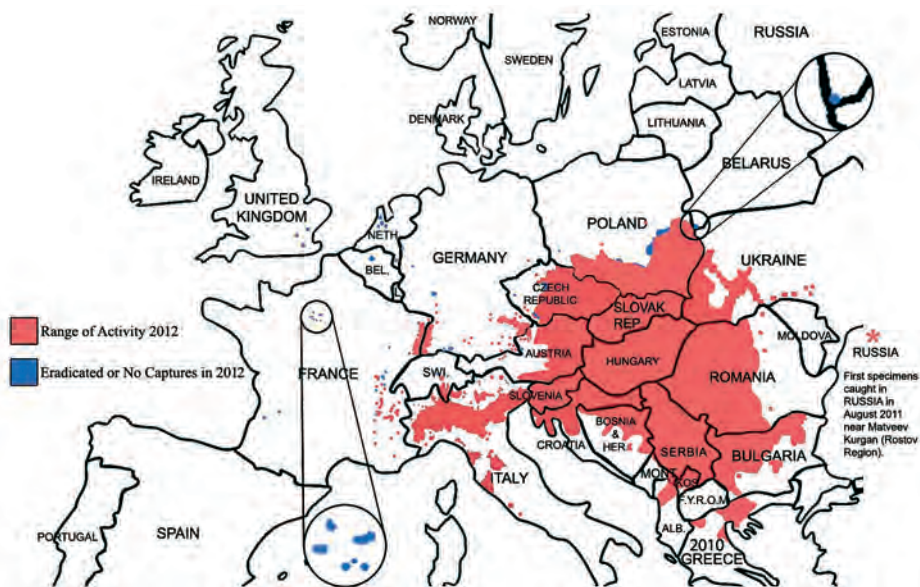 NORWAY
SWEDEN
ESTONIA
RUSSIA
LATVIA
DENMARK
LITHUANIA
BELARUS
IRELAND
UNITED
KINGDOM
NETH.
POLAND
BEL.
GERMANY
UKRAINE
CZECH
REPUBLIC
SLOVAK
REP
Range of Activity 2012
Eradicated or No Captures in 2012
FRANCE
SWI.
AUSTRIA
HUNGARY
MOLDOVA
ROMANIA
SLOVENIA
CROATIA
BOSNIA
&
HER.
SERBIA
BULGARIA
*
RUSSIA
First specimens
caught in
RUSSIA in
August 2011
near Matveev
Kurgan (Rostov
Region).
ITALY
MONT.
KOS.
F.Y.R.O.M
ALB.
2010
GREECE
PORTUGAL
SPAIN